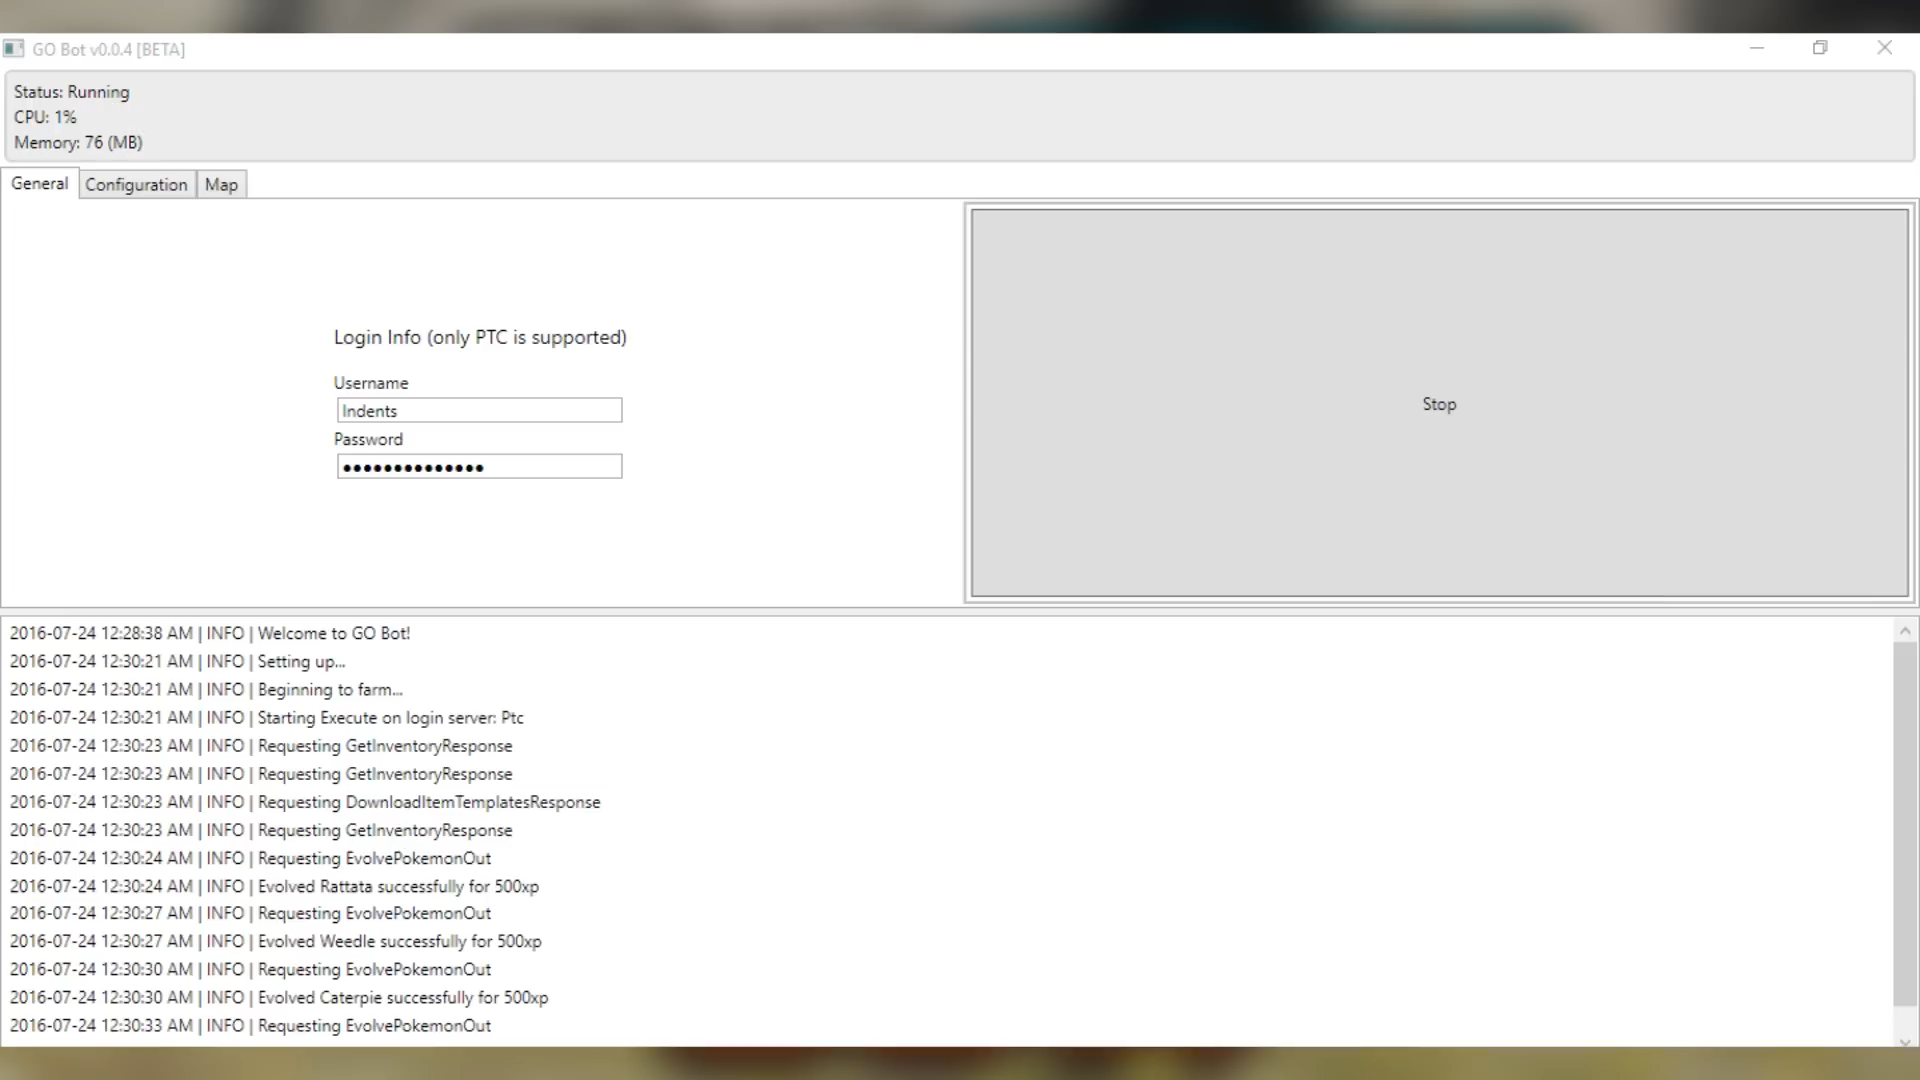 GO Bot v0.0.4 [BETA]
Status: Running
CPU: 1%
Memory: 76 (MB)
General Configuration Map
Login Info (only PTC is supported)
Username
Indents
Password
••••••••••••••
Stop
2016-07-24 12:28:38 AM | INFO | Welcome to GO Bot!
2016-07-24 12:30:21 AM | INFO | Setting up...
2016-07-24 12:30:21 AM | INFO | Beginning to farm...
2016-07-24 12:30:21 AM | INFO | Starting Execute on login server: Ptc
2016-07-24 12:30:23 AM | INFO | Requesting GetInventoryResponse
2016-07-24 12:30:23 AM | INFO | Requesting GetInventoryResponse
2016-07-24 12:30:23 AM | INFO | Requesting DownloadItemTemplatesResponse
2016-07-24 12:30:23 AM | INFO | Requesting GetInventoryResponse
2016-07-24 12:30:24 AM | INFO | Requesting EvolvePokemonOut
2016-07-24 12:30:24 AM | INFO | Evolved Rattata successfully for 500xp
2016-07-24 12:30:27 AM | INFO | Requesting EvolvePokemonOut
2016-07-24 12:30:27 AM | INFO | Evolved Weedle successfully for 500xp
2016-07-24 12:30:30 AM | INFO | Requesting EvolvePokemonOut
2016-07-24 12:30:30 AM | INFO | Evolved Caterpie successfully for 500xp
2016-07-24 12:30:33 AM | INFO | Requesting EvolvePokemonOut